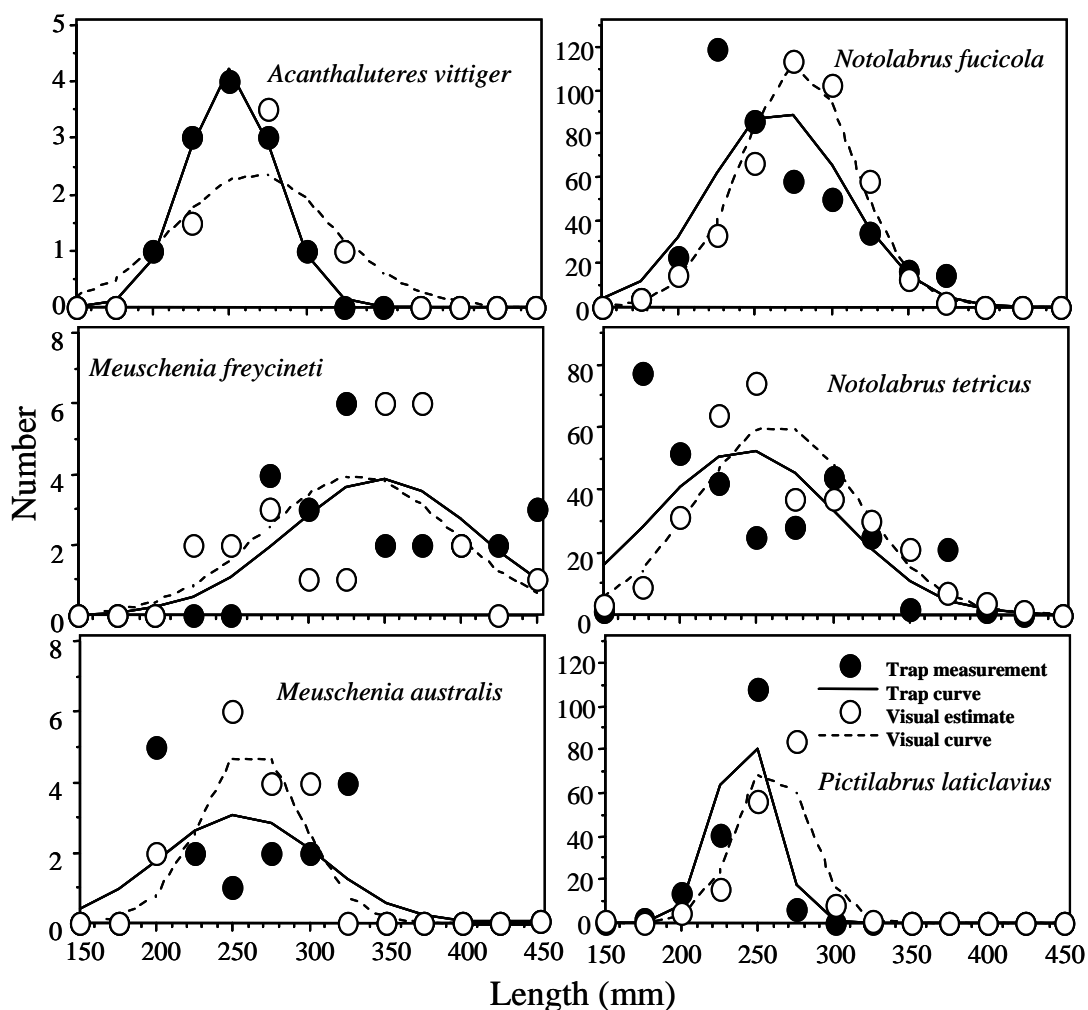 5
4
3
2
1
0
Acanthaluteres vittiger
120
100
80
60
40
20
0
Notolabrus fucicola
8
6
4
2
0
Meuschenia freycineti
80
60
40
20
0
Notolabrus tetricus
Number
8
6
4
2
0
Meuschenia australis
150 200 250 300 350 400 450
120
100
80
60
40
20
0
Trap measurement
Trap curve
Visual estimate
Visual curve
Pictilabrus laticlavius
150 200 250 300 350 400 450
Length (mm)